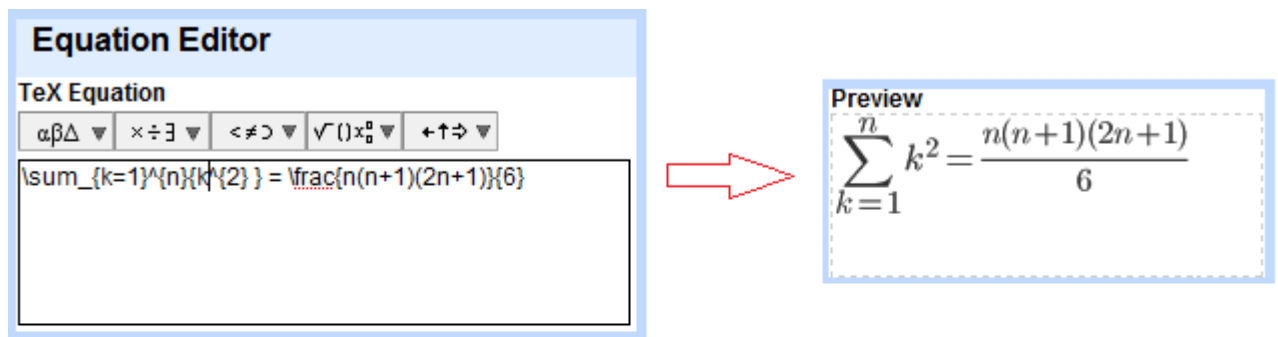 Equation Editor
TeX Equation
αβΔ ×÷∃ <≠⊃ √()x ←↑⇒
\sum_{k=1}^{n}{k^{2} } = \frac{n(n+1)(2n+1)}{6}
Preview
n
∑ k² = n(n+1)(2n+1)
6
k=1